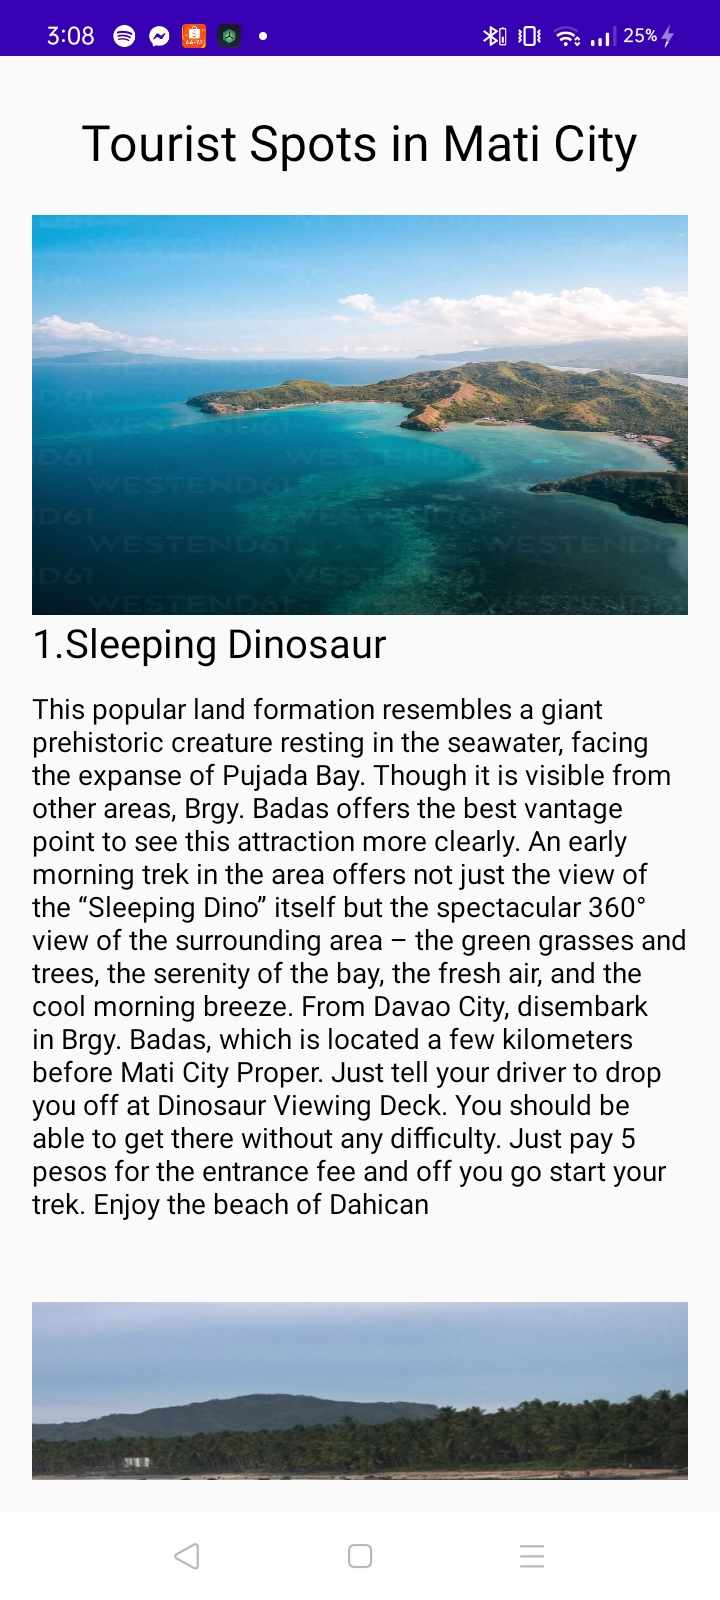 3:08
25%
Tourist Spots in Mati City
WESTEND61
1.Sleeping Dinosaur
This popular land formation resembles a giant
prehistoric creature resting in the seawater, facing
the expanse of Pujada Bay. Though it is visible from
other areas, Brgy. Badas offers the best vantage
point to see this attraction more clearly. An early
morning trek in the area offers not just the view of
the “Sleeping Dino” itself but the spectacular 360°
view of the surrounding area – the green grasses and
trees, the serenity of the bay, the fresh air, and the
cool morning breeze. From Davao City, disembark
in Brgy. Badas, which is located a few kilometers
before Mati City Proper. Just tell your driver to drop
you off at Dinosaur Viewing Deck. You should be
able to get there without any difficulty. Just pay 5
pesos for the entrance fee and off you go start your
trek. Enjoy the beach of Dahican